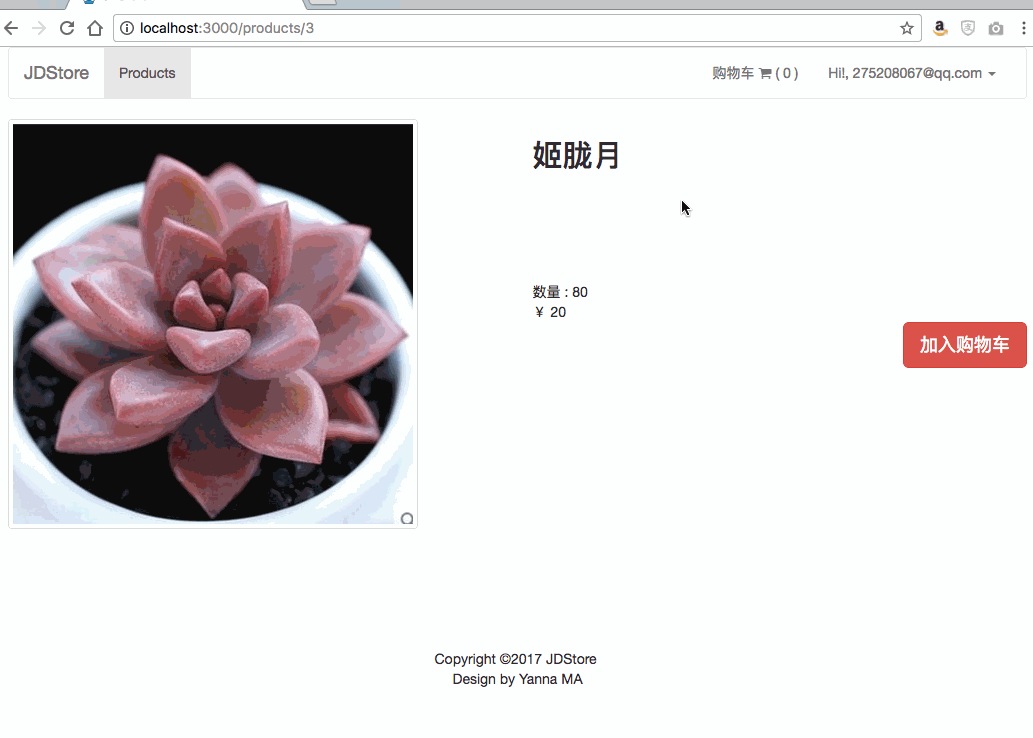 localhost:3000/products/3
JDStore Products 购物车 ( 0 ) Hi!, 275208067@qq.com
姬胧月
数量 : 80
¥ 20
加入购物车
Copyright ©2017 JDStore
Design by Yanna MA